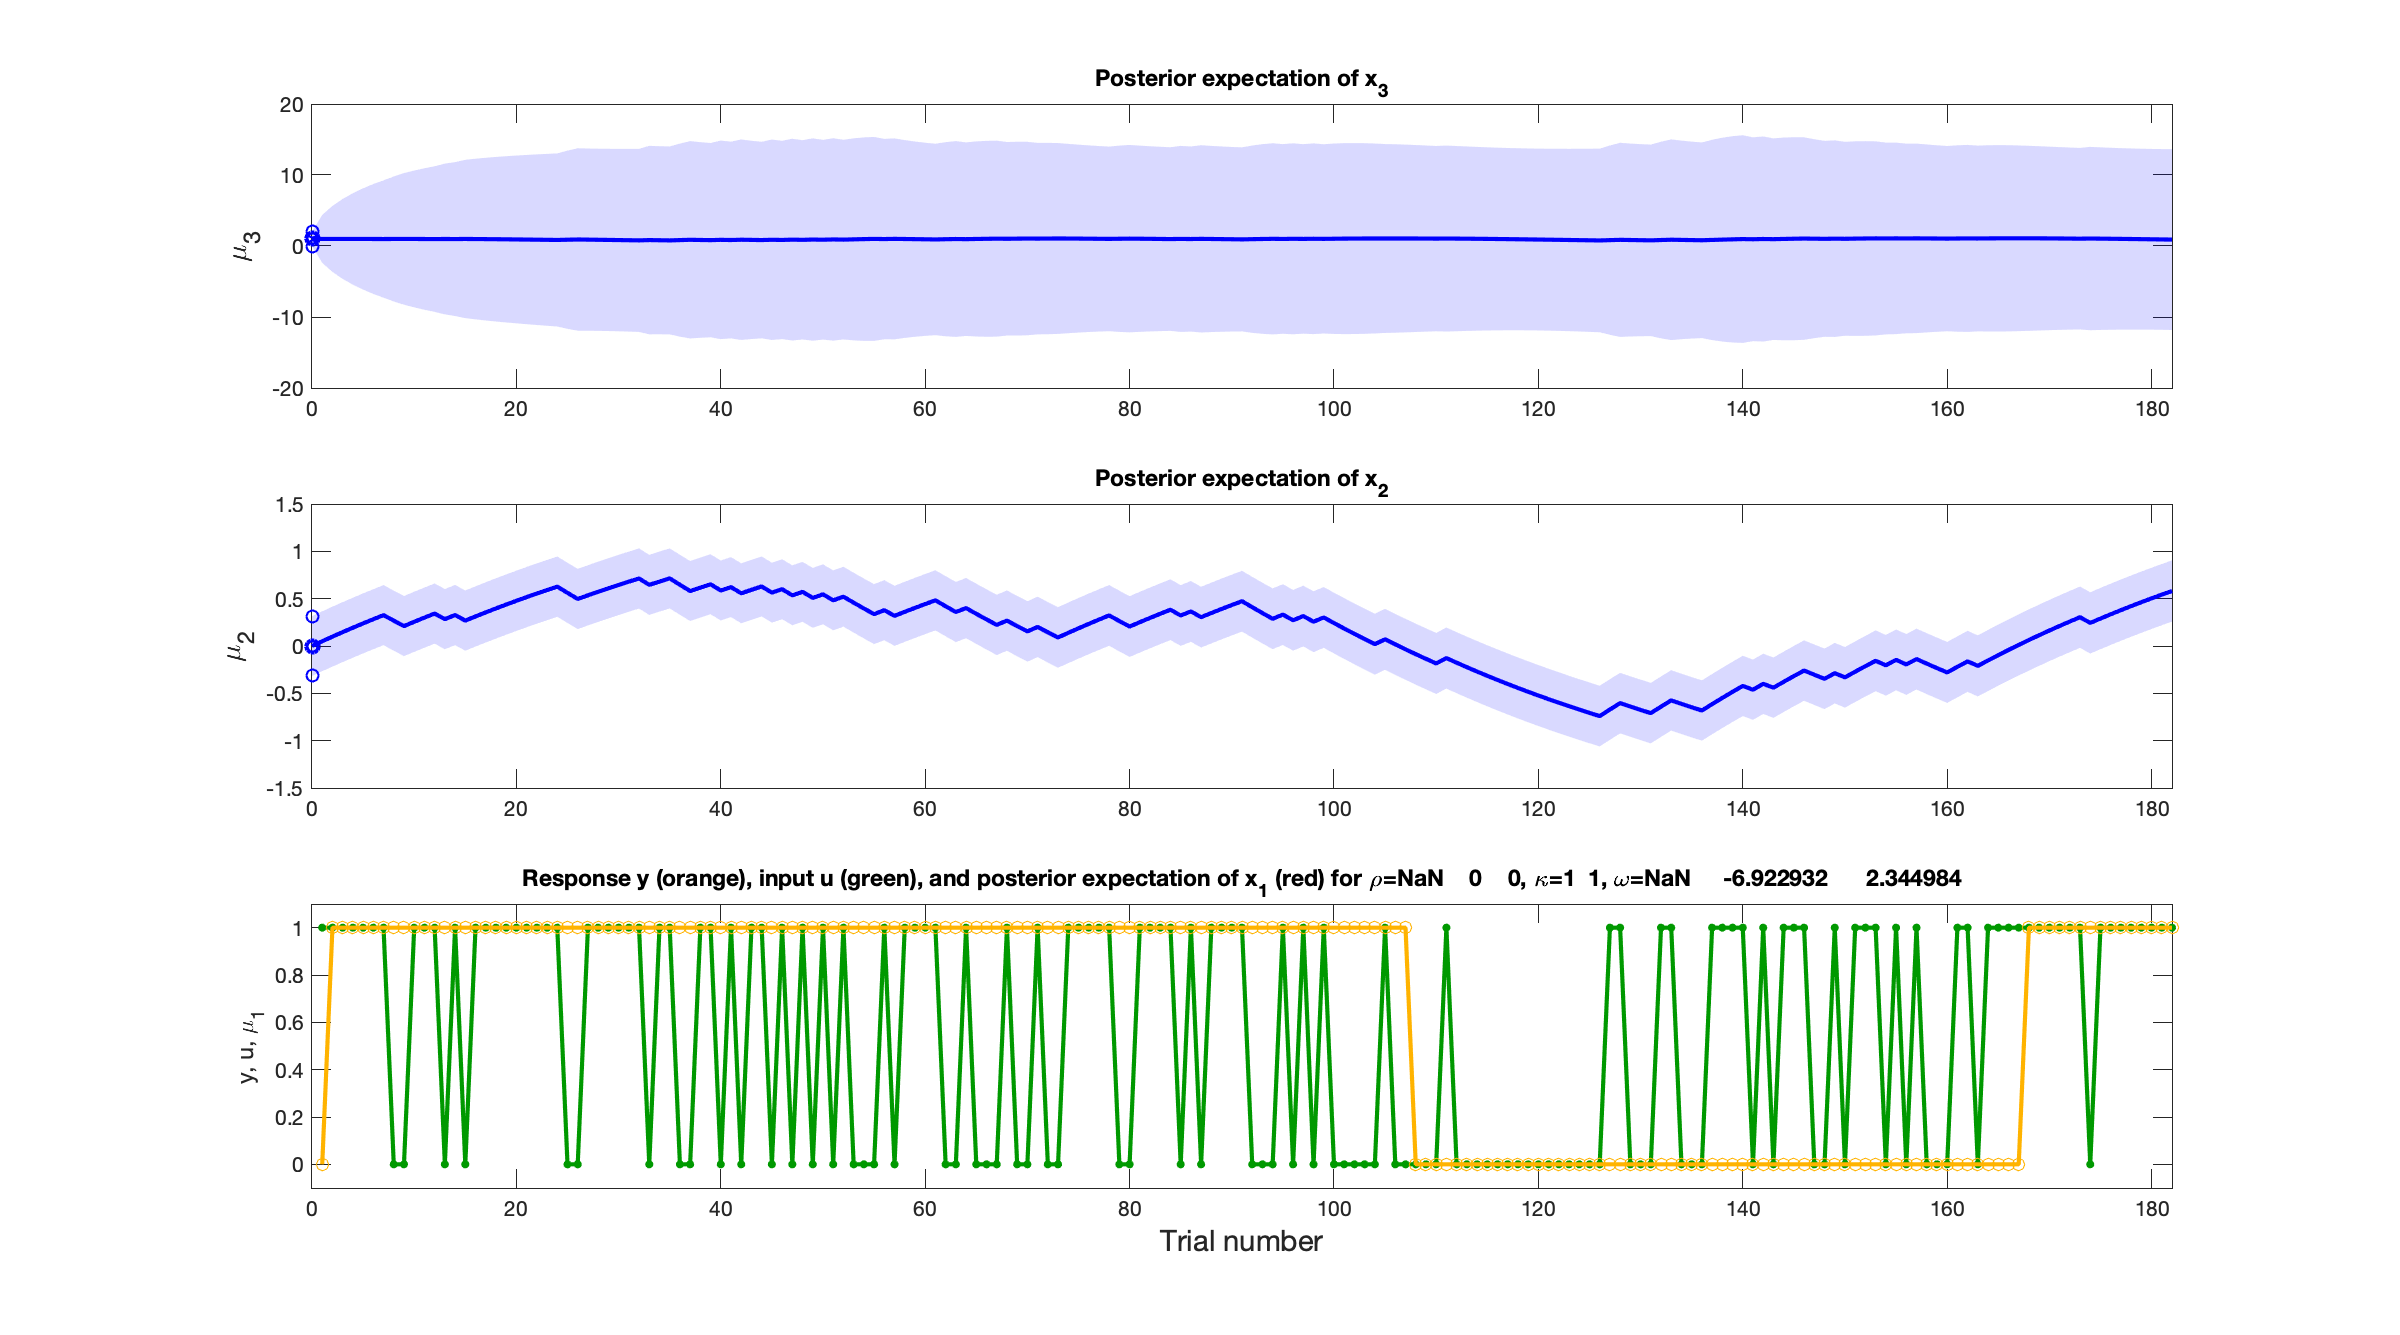 Posterior expectation of x3
μ3
20
10
0
-10
-20
0 20 40 60 80 100 120 140 160 180
Posterior expectation of x2
μ2
1.5
1
0.5
0
-0.5
-1
-1.5
0 20 40 60 80 100 120 140 160 180
Response y (orange), input u (green), and posterior expectation of x1 (red) for ρ=NaN 0 0, κ=1 1, ω=NaN -6.922932 2.344984
y, u, μ1
1
0.8
0.6
0.4
0.2
0
0 20 40 60 80 100 120 140 160 180
Trial number